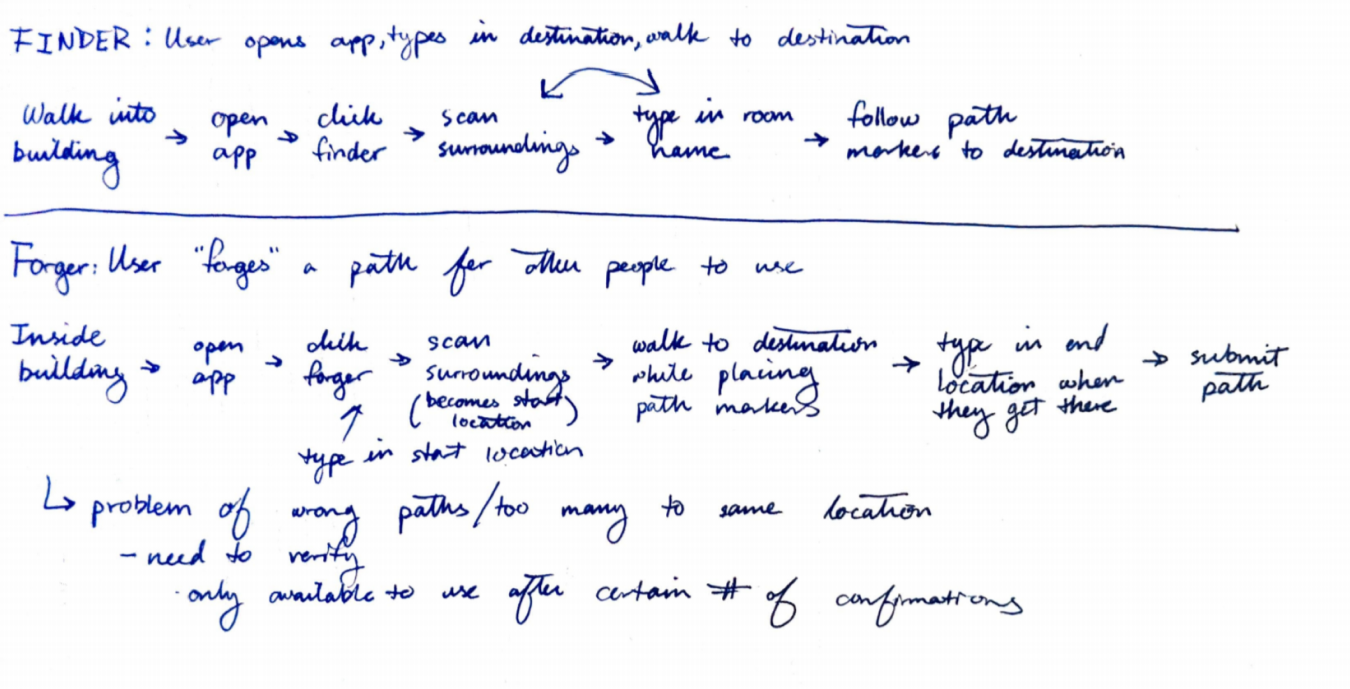 FINDER: User opens app, types in destination, walk to destination
Walk into building → open app → click finder → scan surroundings → type in room name → follow path markers to destination
Forger: User "forges" a path for other people to use
Inside building → open app → click forger → scan surroundings (becomes start location) → walk to destination while placing path markers → type in end location when they get there → submit path
type in start location
↳ problem of wrong paths/too many to same location
- need to verify
· only available to use after certain # of confirmations